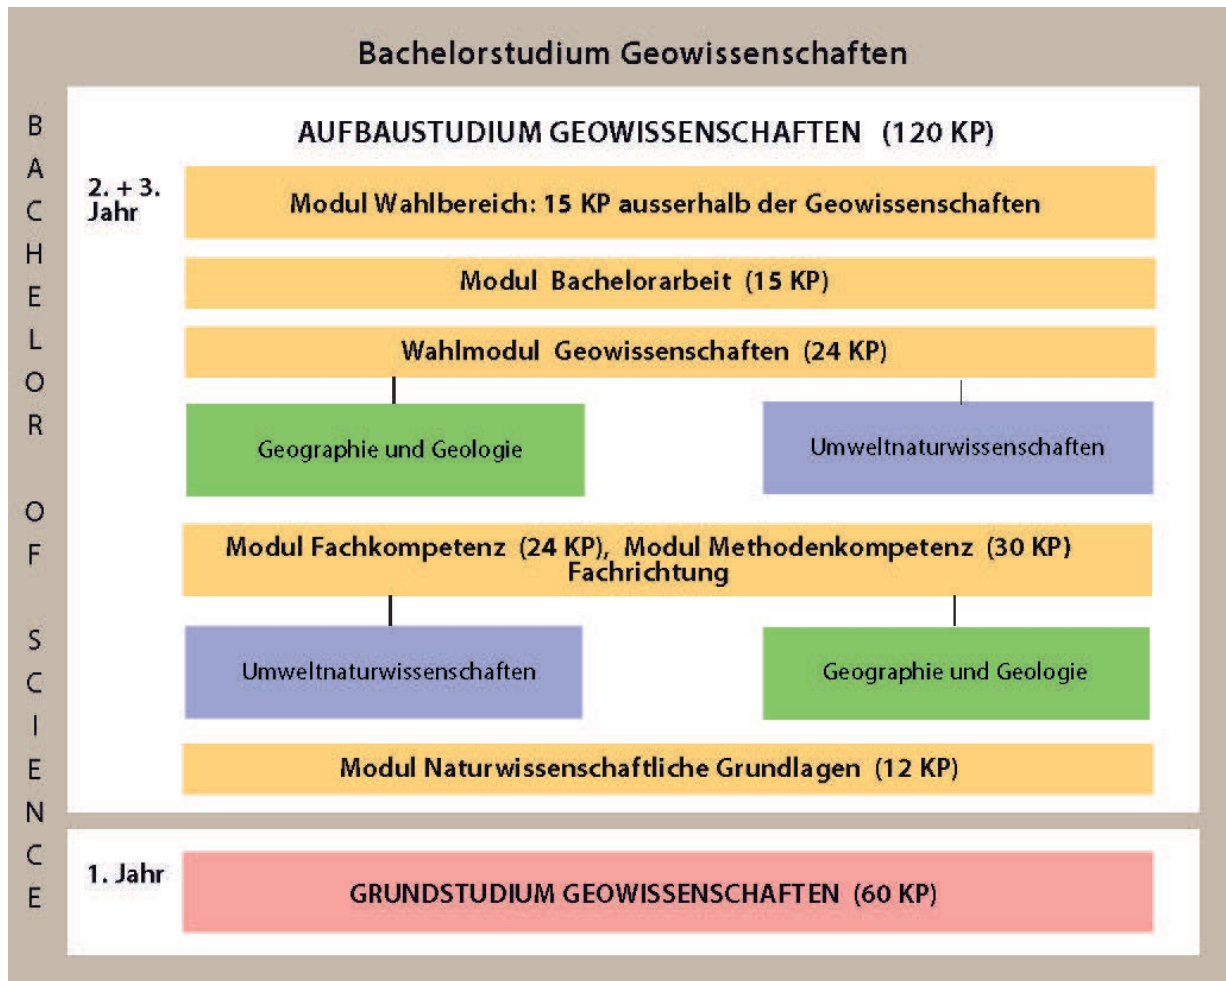 Bachelorstudium Geowissenschaften
BACHELOR OF SCIENCE
AUFBAUSTUDIUM GEOWISSENSCHAFTEN (120 KP)
2. + 3.
Jahr
Modul Wahlbereich: 15 KP ausserhalb der Geowissenschaften
Modul Bachelorarbeit (15 KP)
Wahlmodul Geowissenschaften (24 KP)
Geographie und Geologie
Umweltnaturwissenschaften
Modul Fachkompetenz (24 KP), Modul Methodenkompetenz (30 KP)
Fachrichtung
Umweltnaturwissenschaften
Geographie und Geologie
Modul Naturwissenschaftliche Grundlagen (12 KP)
1. Jahr
GRUNDSTUDIUM GEOWISSENSCHAFTEN (60 KP)